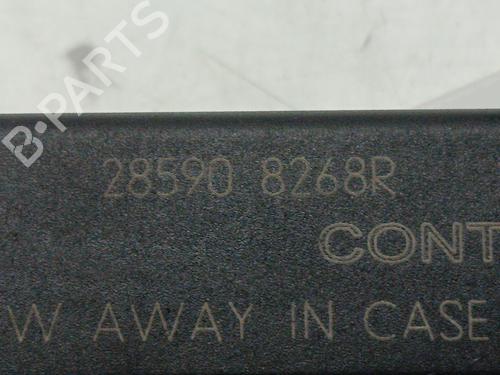 B-PARTS
28590 8268R
CONT
W AWAY IN CASE